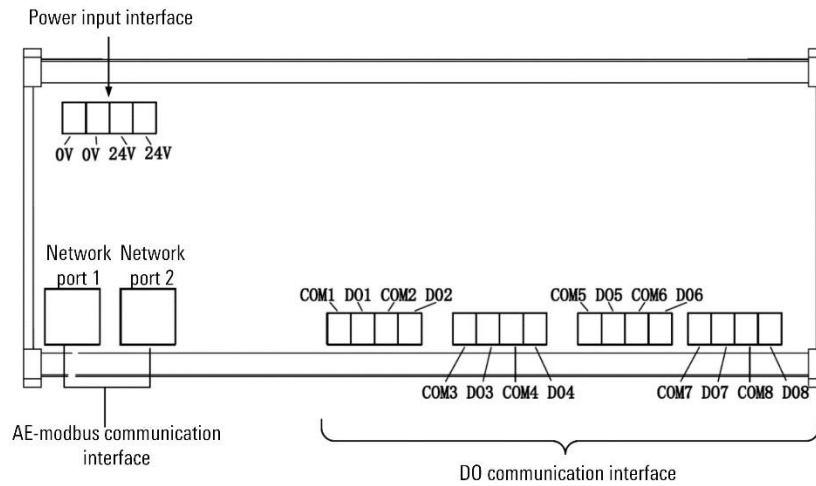 Power input interface
0V 0V 24V 24V
Network port 1
Network port 2
COM1 DO1 COM2 DO2
COM5 DO5 COM6 DO6
COM3 DO3 COM4 DO4
COM7 DO7 COM8 DO8
AE-modbus communication
interface
DO communication interface